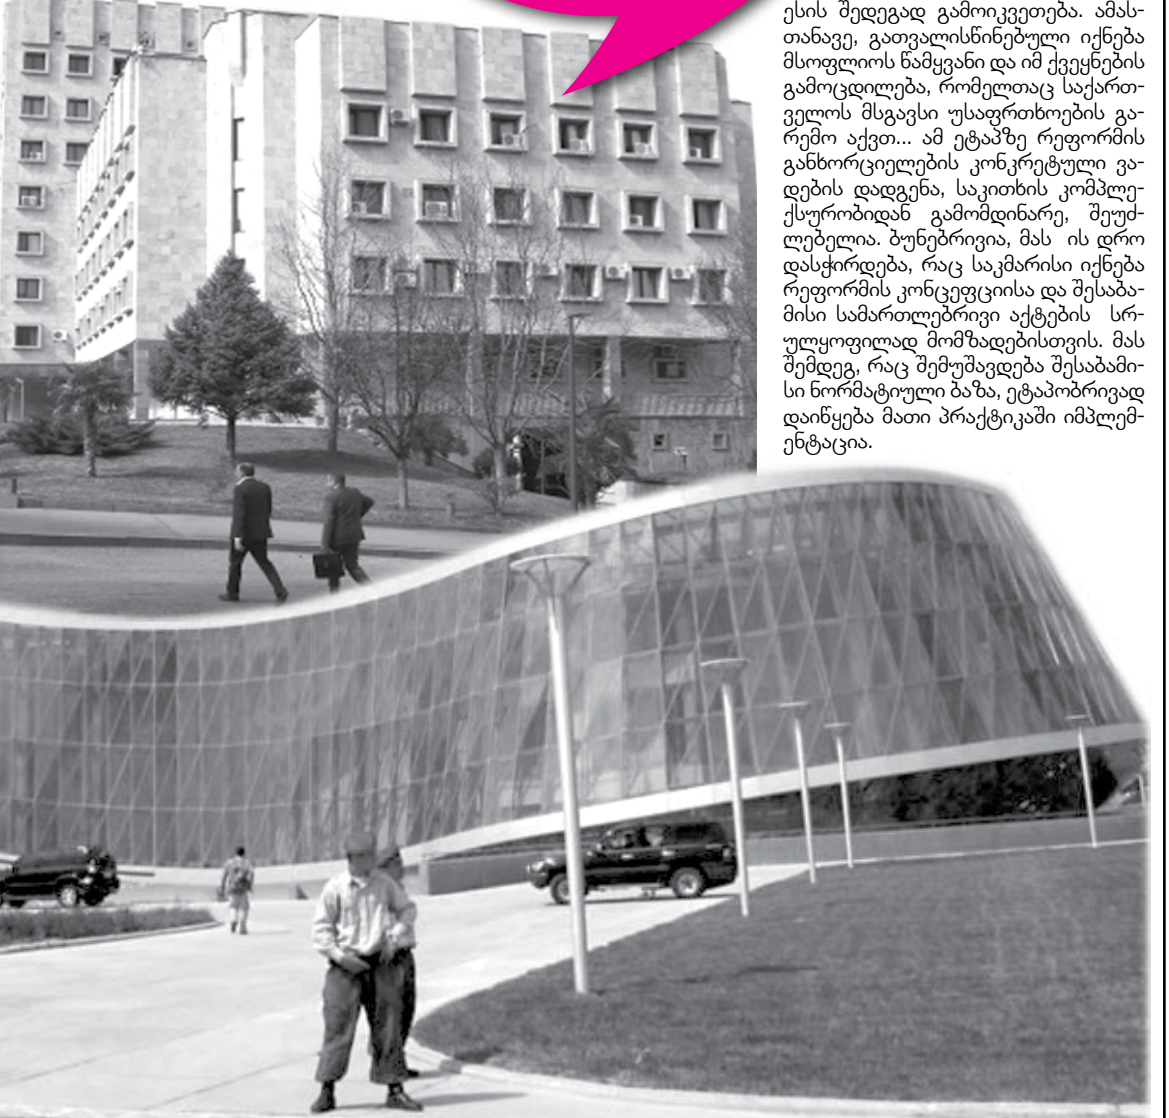 ესის შედეგად გამოიკვეთება. ამას-
თანავე, გათვალისწინებული იქნება
მსოფლიოს წამყვანი და იმ ქვეყნების
გამოცდილება, რომელთაც საქართ-
ველოს მსგავსი უსაფრთხოების გა-
რემო აქვთ... ამ ეტაპზე რეფორმის
განხორციელების კონკრეტული ვა-
დების დადგენა, საკითხის კომპლე-
ქსურობიდან გამომდინარე, შეუძ-
ლებელია. ბუნებრივია, მას ის დრო
დასჭირდება, რაც საკმარისი იქნება
რეფორმის კონცეფციისა და შესაბა-
მისი სამართლებრივი აქტების სრ-
ულყოფილად მომზადებისთვის. მას
შემდეგ, რაც შემუშავდება შესაბამი-
სი ნორმატიული ბაზა, ეტაპობრივად
დაიწყება მათი პრაქტიკაში იმპლემ-
ენტაცია.